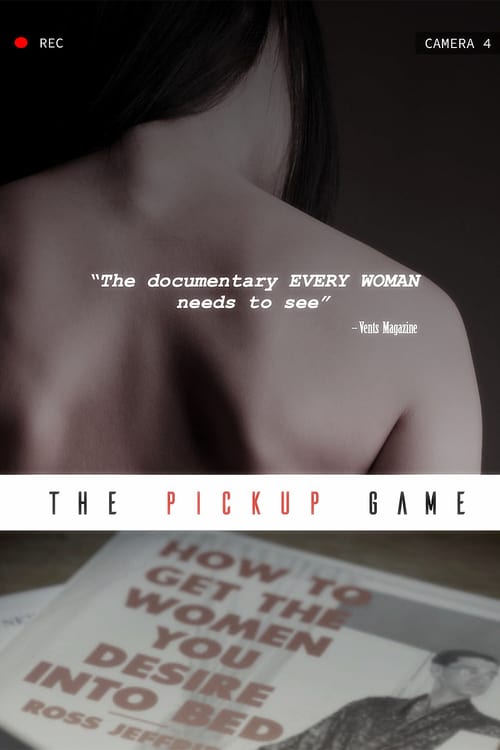 REC
CAMERA 4
“The documentary EVERY WOMAN
needs to see”
– Vents Magazine
THE PICKUP GAME
HOW TO
GET THE
WOMEN
YOU
DESIRE
INTO BED
ROSS